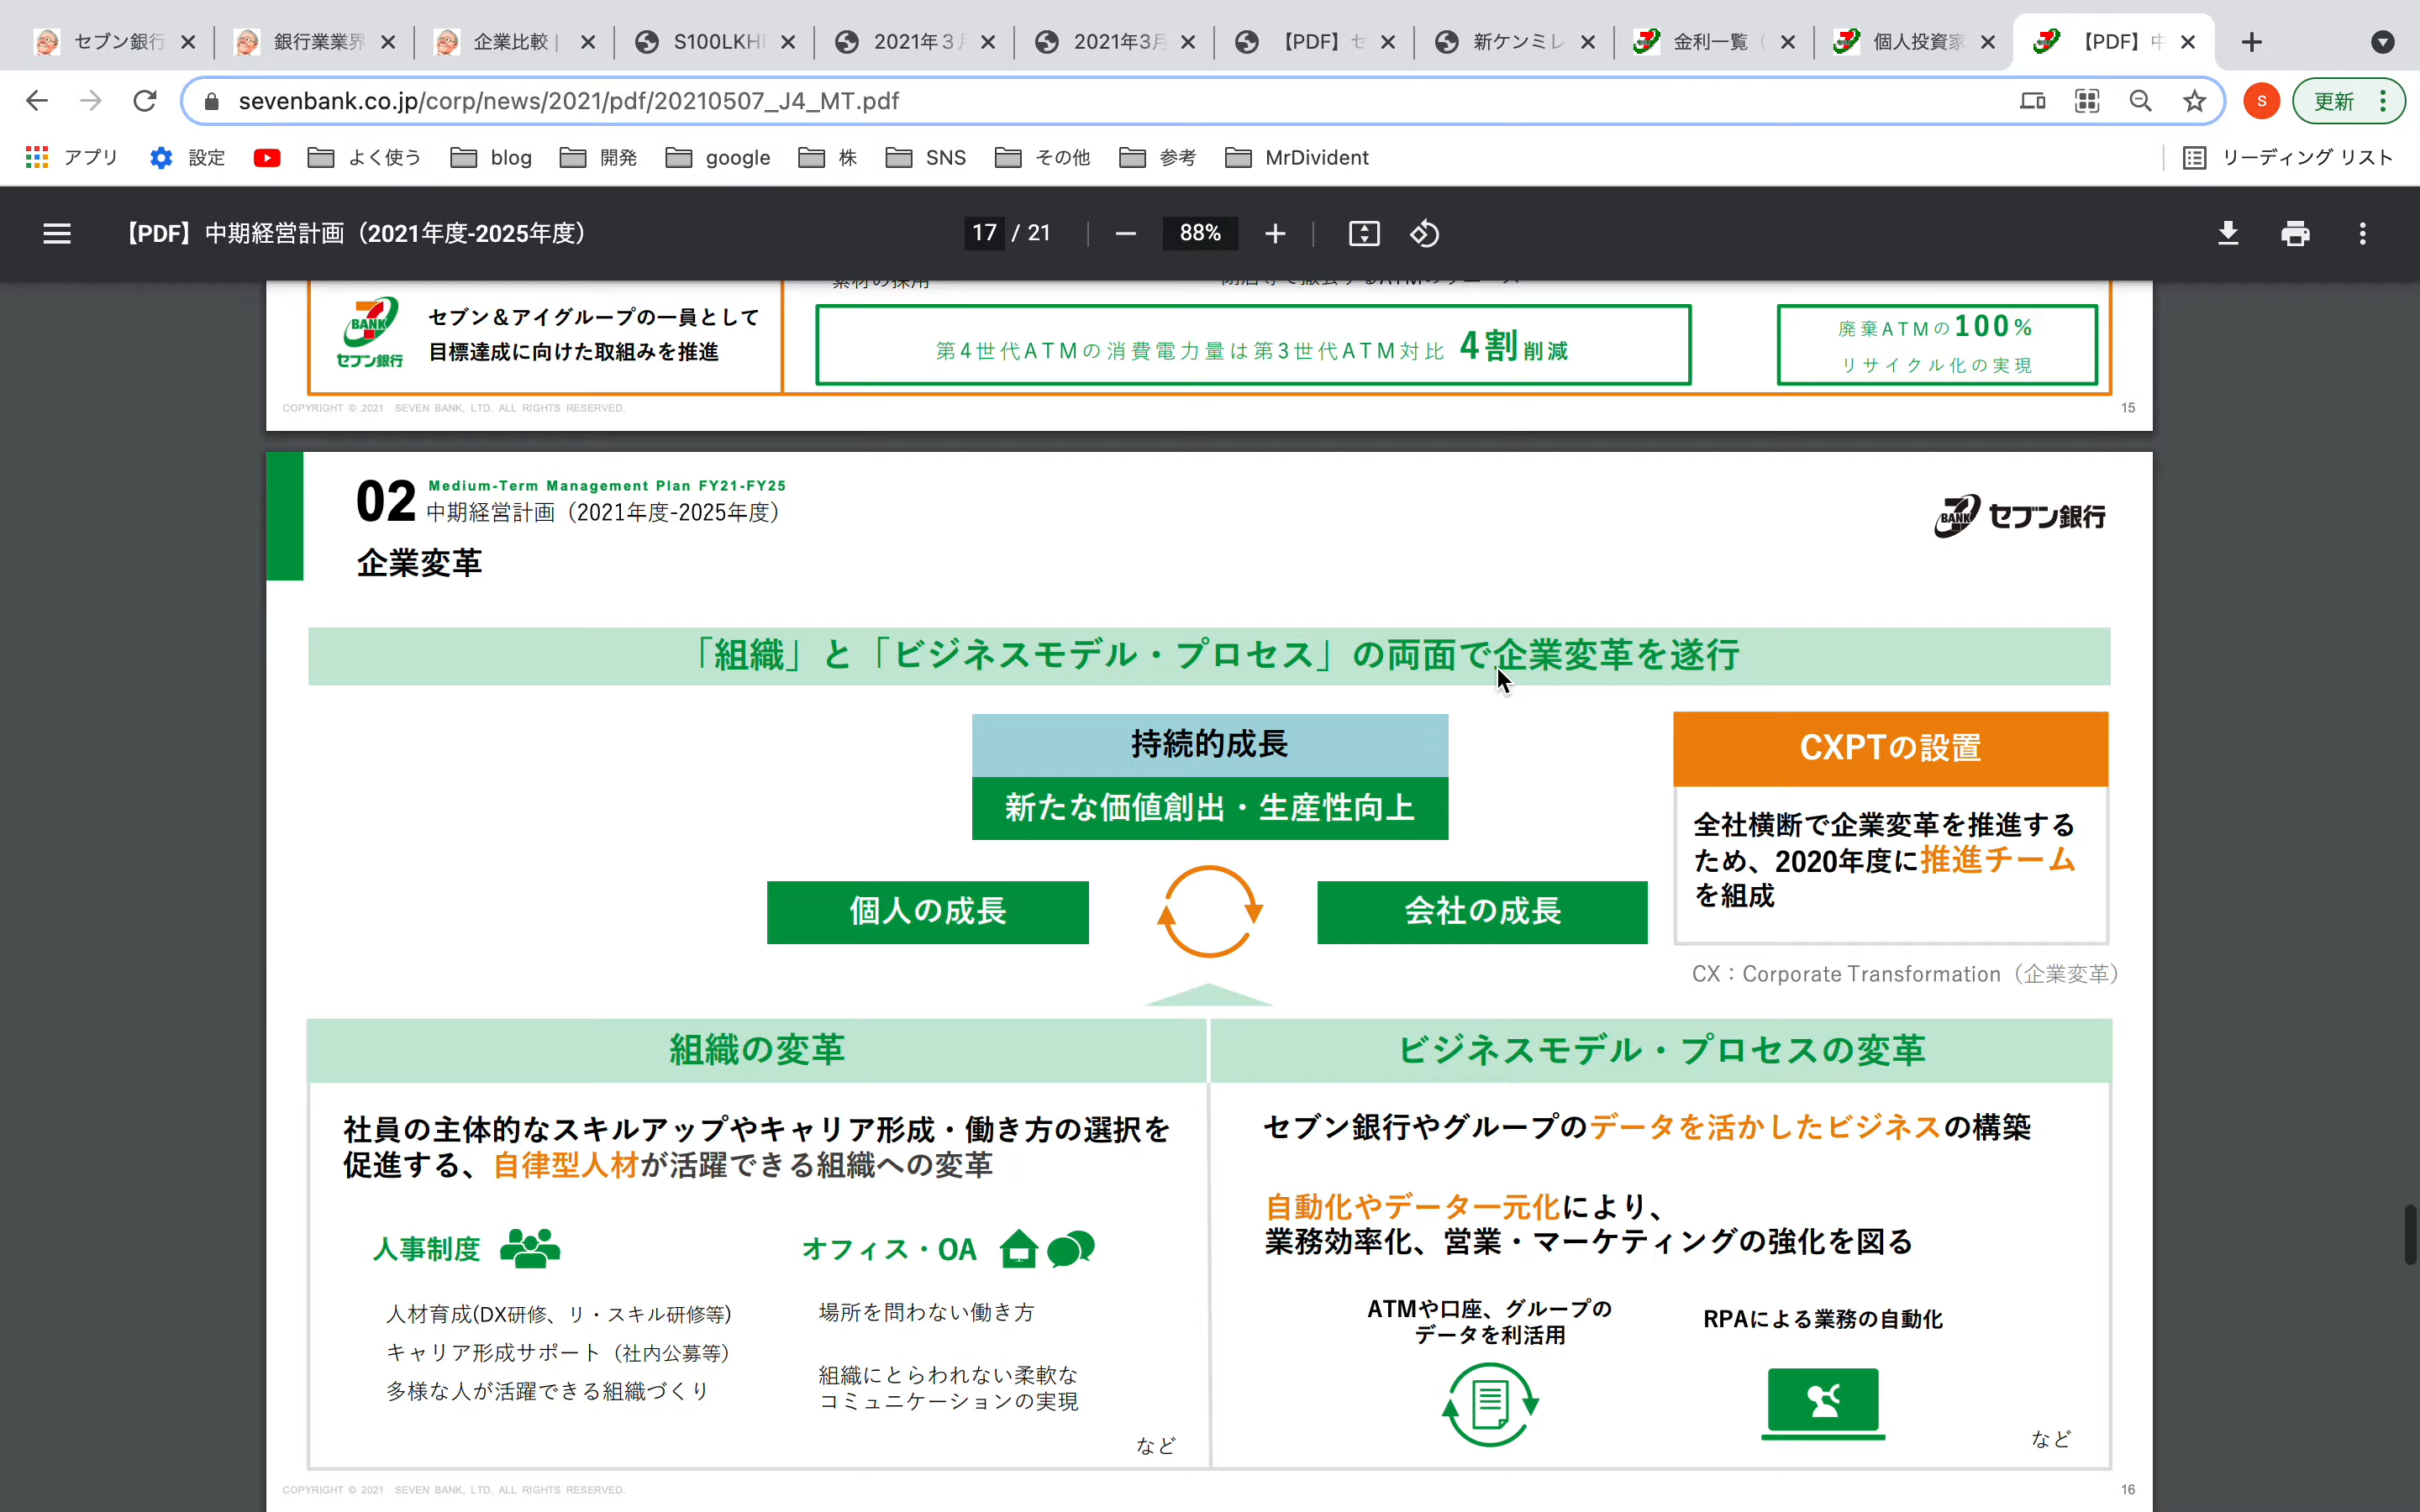 セブン銀行
銀行業業界
企業比較|
S100LKH
2021年3月
2021年3月
【PDF】セ
新ケンミレ
金利一覧（
個人投資家
【PDF】中
sevenbank.co.jp/corp/news/2021/pdf/20210507_J4_MT.pdf
S
更新
アプリ
設定
よく使う
blog
開発
google
株
SNS
その他
参考
MrDivident
リーディング リスト
【PDF】中期経営計画（2021年度-2025年度）
17 / 21
88%
7 BANK
セブン銀行
セブン＆アイグループの一員として
目標達成に向けた取組みを推進
第4世代ATMの消費電力量は第3世代ATM対比 4割削減
廃棄ATMの100%
リサイクル化の実現
COPYRIGHT © 2021 SEVEN BANK, LTD. ALL RIGHTS RESERVED.
15
02
Medium-Term Management Plan FY21-FY25
中期経営計画（2021年度-2025年度）
企業変革
7 BANK セブン銀行
「組織」と「ビジネスモデル・プロセス」の両面で企業変革を遂行
持続的成長
新たな価値創出・生産性向上
個人の成長
会社の成長
CXPTの設置
全社横断で企業変革を推進する
ため、2020年度に推進チーム
を組成
CX：Corporate Transformation（企業変革）
組織の変革
社員の主体的なスキルアップやキャリア形成・働き方の選択を
促進する、自律型人材が活躍できる組織への変革
人事制度
人材育成(DX研修、リ・スキル研修等)
キャリア形成サポート（社内公募等）
多様な人が活躍できる組織づくり
オフィス・OA
場所を問わない働き方
組織にとらわれない柔軟な
コミュニケーションの実現
など
ビジネスモデル・プロセスの変革
セブン銀行やグループのデータを活かしたビジネスの構築
自動化やデータ一元化により、
業務効率化、営業・マーケティングの強化を図る
ATMや口座、グループの
データを利活用
RPAによる業務の自動化
など
COPYRIGHT © 2021 SEVEN BANK, LTD. ALL RIGHTS RESERVED.
16